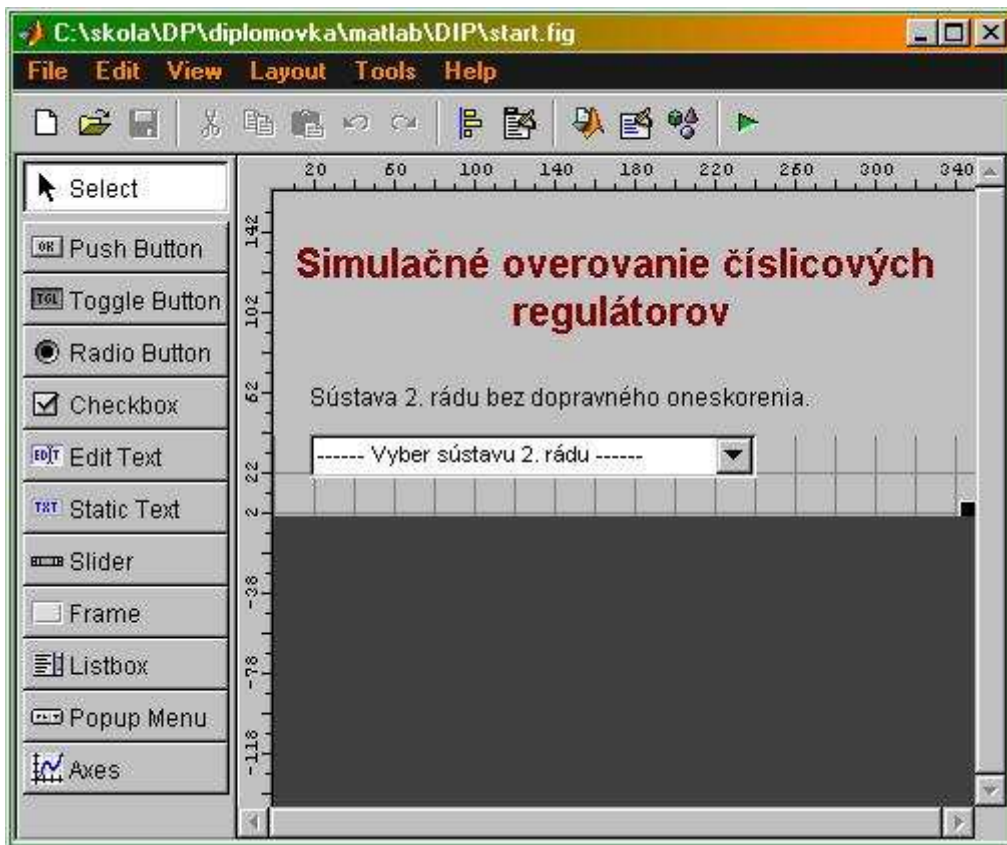 C:\skola\DP\diplomovka\matlab\DIP\start.fig
File Edit View Layout Tools Help
Select
Push Button
Toggle Button
Radio Button
Checkbox
Edit Text
Static Text
Slider
Frame
Listbox
Popup Menu
Axes
20 60 100 140 180 220 260 300 340
142
102
62
22
2
-38
-78
-118
Simulačné overovanie číslicových
regulátorov
Sústava 2. rádu bez dopravného oneskorenia.
------ Vyber sústavu 2. rádu ------